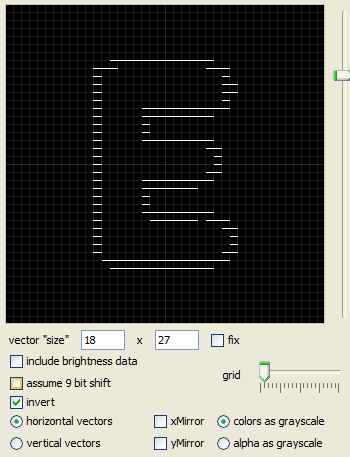 vector "size" 18 x 27 fix
include brightness data
assume 9 bit shift
grid
invert
horizontal vectors xMirror colors as grayscale
vertical vectors yMirror alpha as grayscale